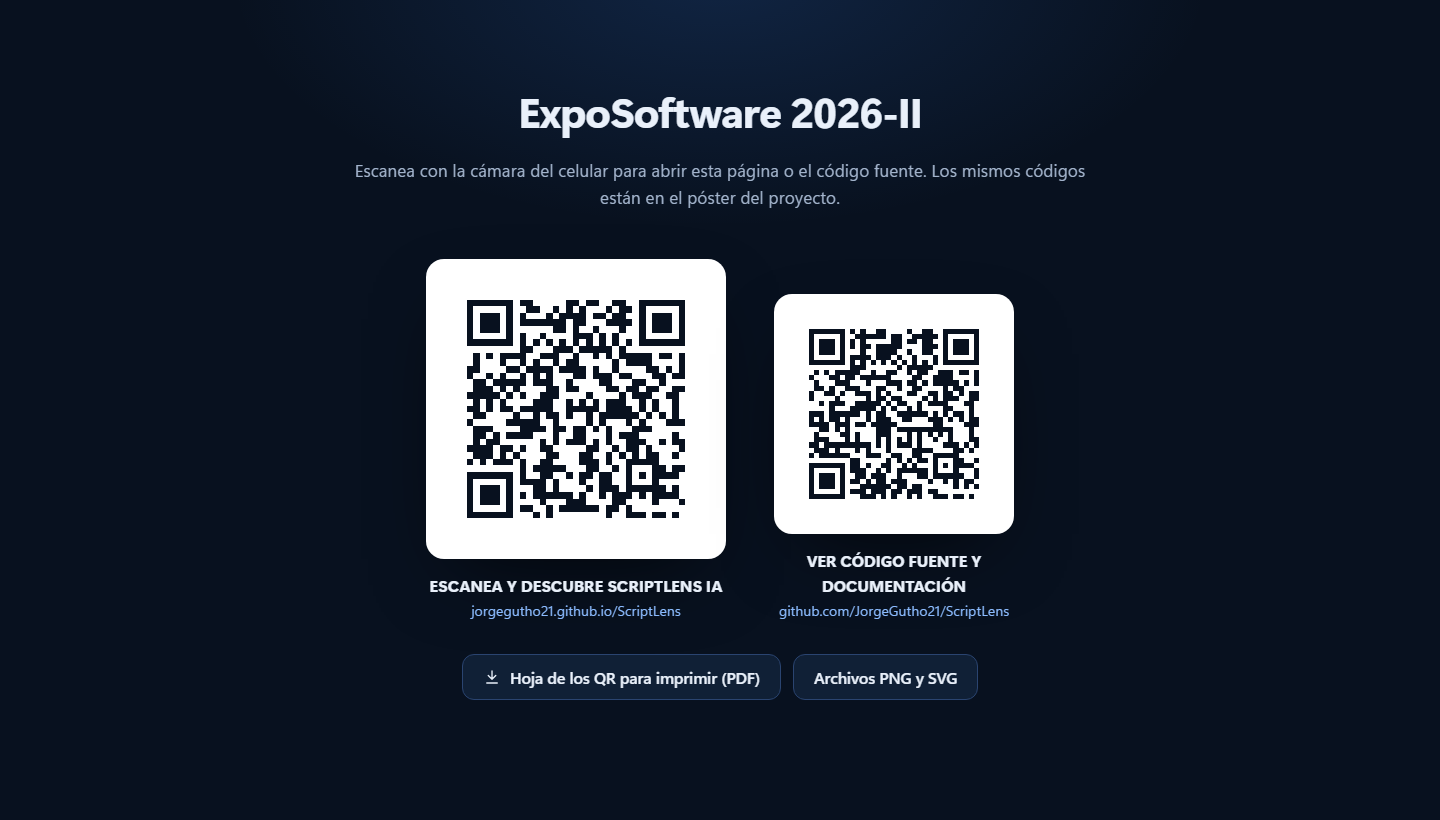 ExpoSoftware 2026-II
Escanea con la cámara del celular para abrir esta página o el código fuente. Los mismos códigos
están en el póster del proyecto.
ESCANEA Y DESCUBRE SCRIPTLENS IA
jorgegutho21.github.io/ScriptLens
VER CÓDIGO FUENTE Y
DOCUMENTACIÓN
github.com/JorgeGutho21/ScriptLens
Hoja de los QR para imprimir (PDF)
Archivos PNG y SVG